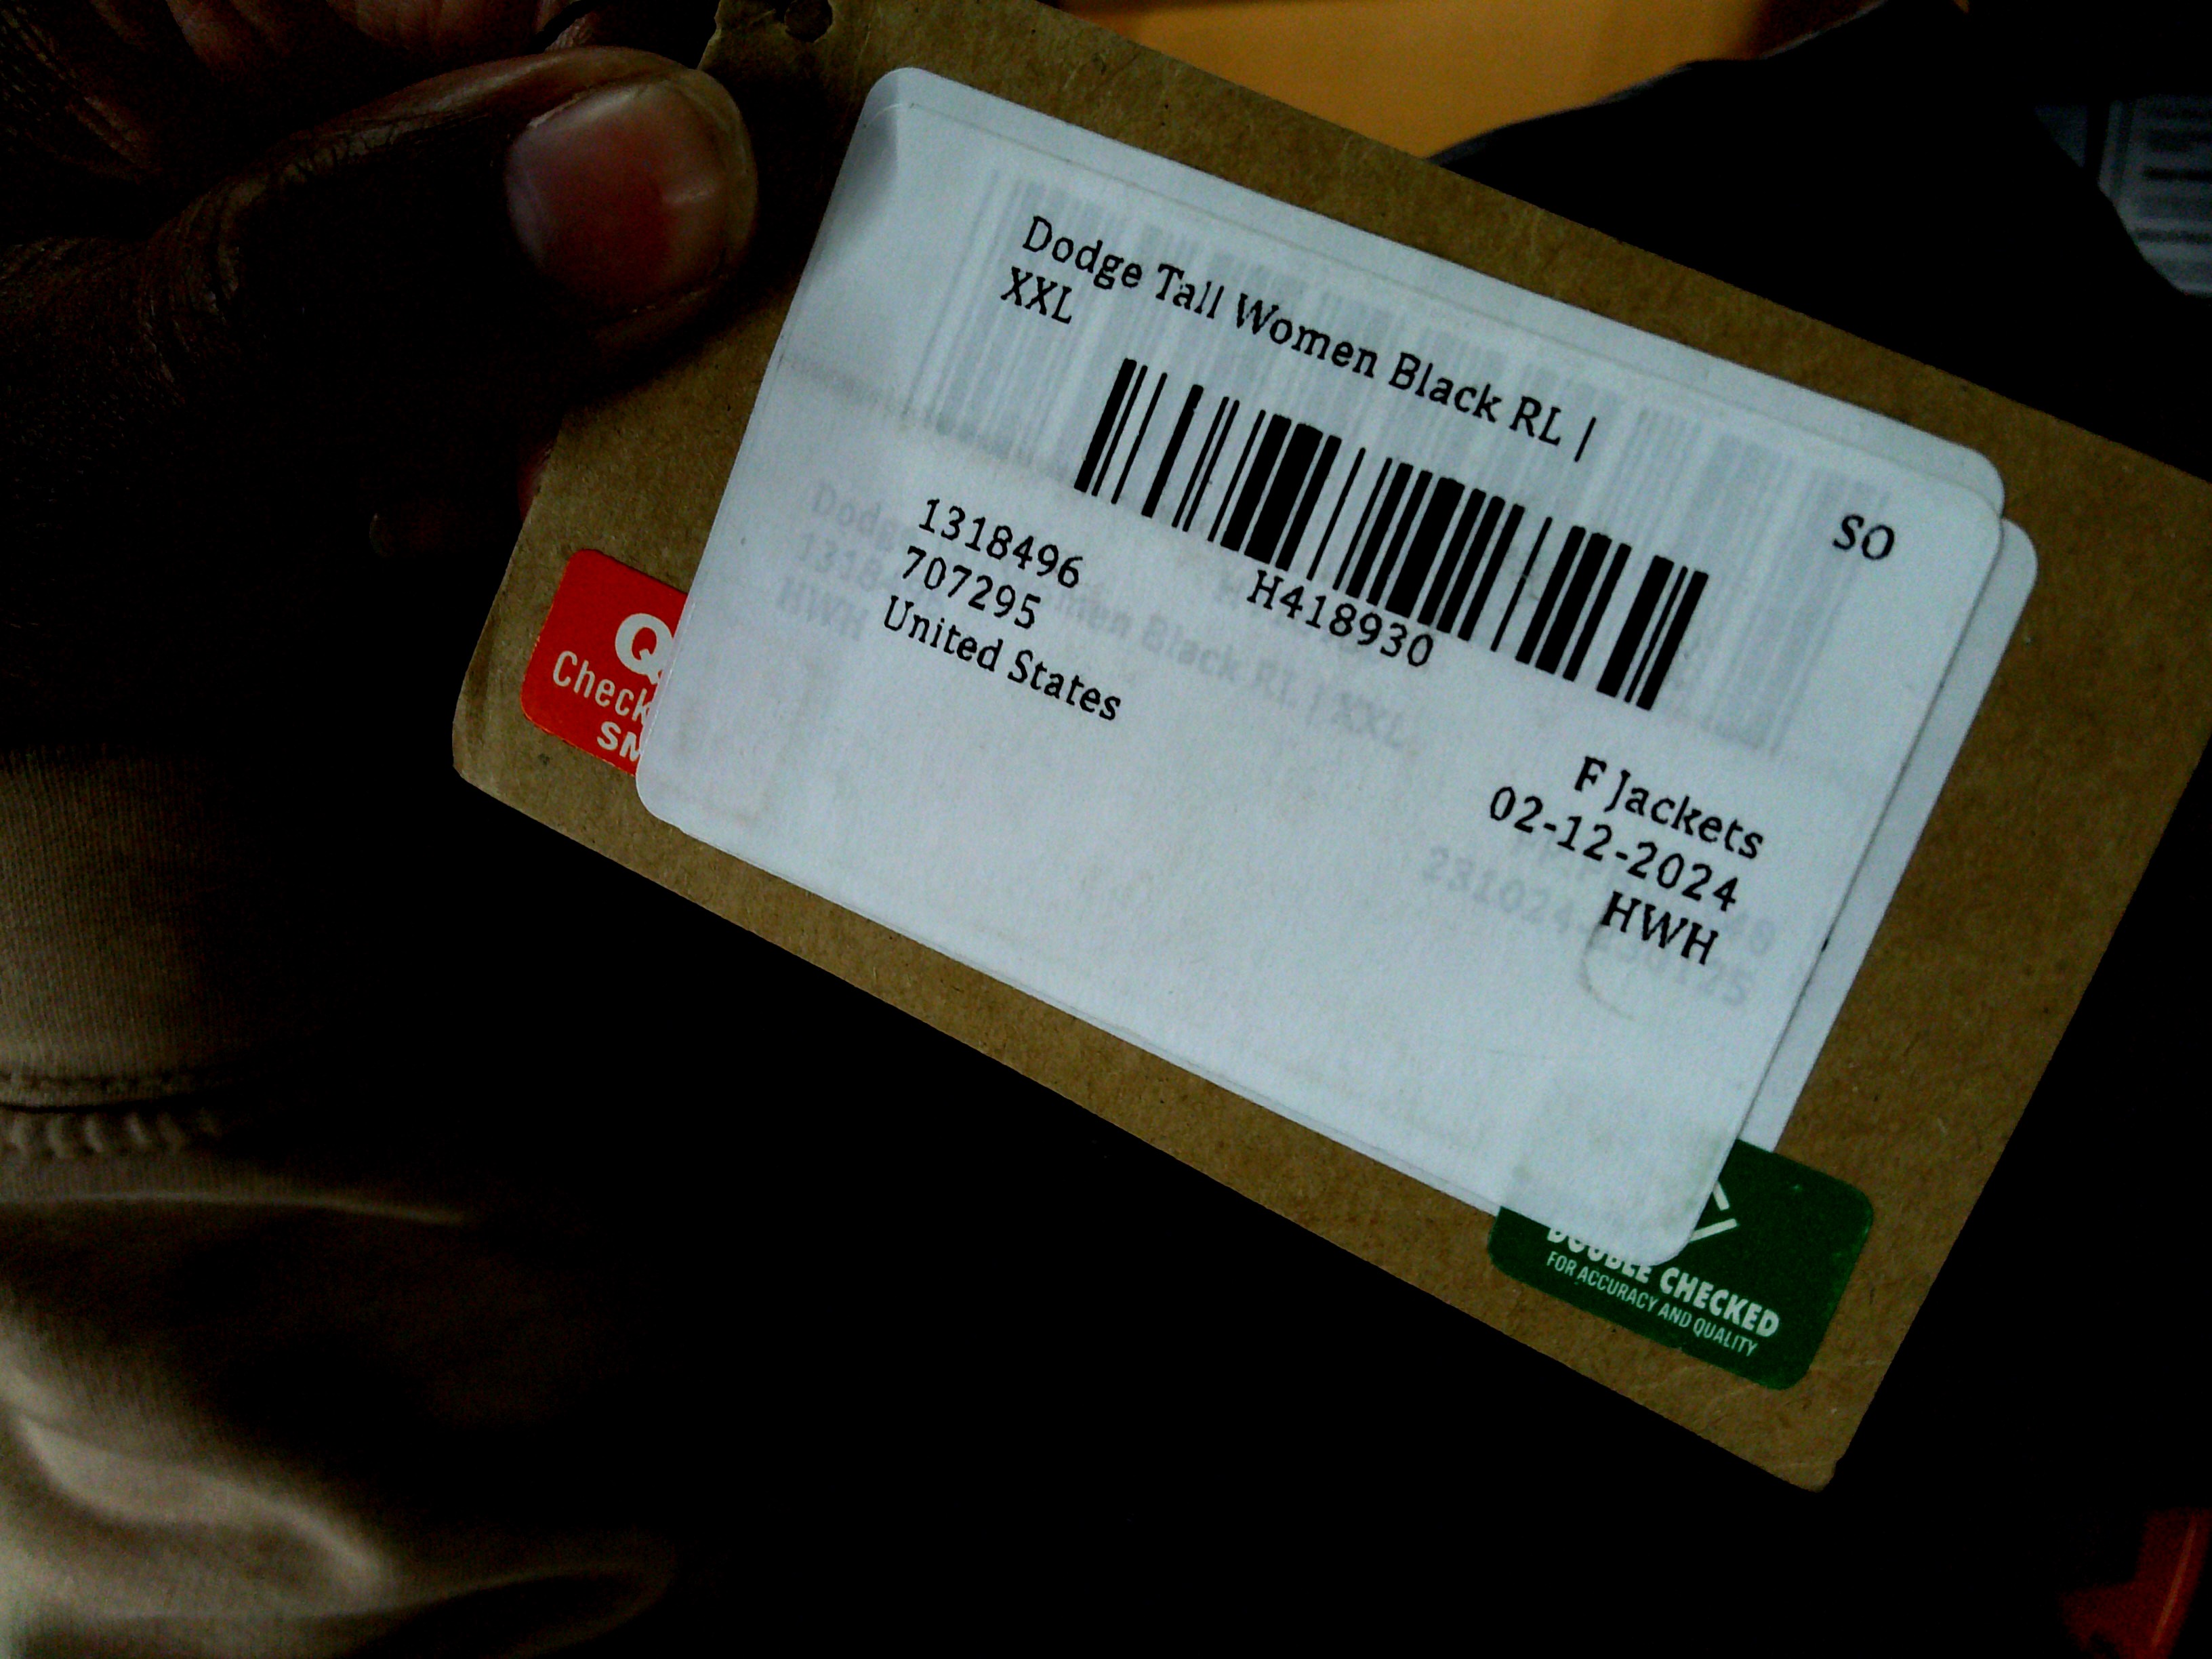 Dodge Tall Women Black RL |
XXL
SO
H418930
1318496
707295
United States
F Jackets
02-12-2024
HWH
Q
Check
SM
DOUBLE CHECKED
FOR ACCURACY AND QUALITY